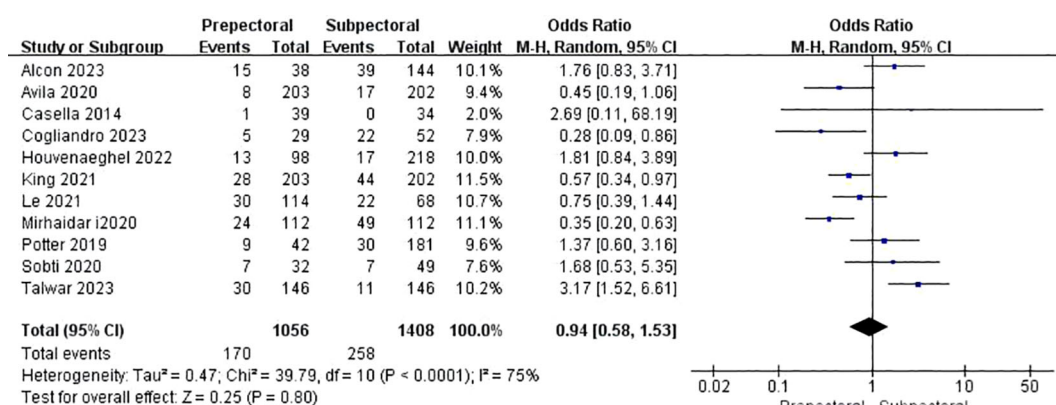 Prepectoral Subpectoral Odds Ratio Odds Ratio
Study or Subgroup Events Total Events Total Weight M-H, Random, 95% CI M-H, Random, 95% CI
Alcon 2023 15 38 39 144 10.1% 1.76 [0.83, 3.71]
Avila 2020 8 203 17 202 9.4% 0.45 [0.19, 1.06]
Casella 2014 1 39 0 34 2.0% 2.69 [0.11, 68.19]
Cogliandro 2023 5 29 22 52 7.9% 0.28 [0.09, 0.86]
Houvenaeghel 2022 13 98 17 218 10.0% 1.81 [0.84, 3.89]
King 2021 28 203 44 202 11.5% 0.57 [0.34, 0.97]
Le 2021 30 114 22 68 10.7% 0.75 [0.39, 1.44]
Mirhaidar i2020 24 112 49 112 11.1% 0.35 [0.20, 0.63]
Potter 2019 9 42 30 181 9.6% 1.37 [0.60, 3.16]
Sobti 2020 7 32 7 49 7.6% 1.68 [0.53, 5.35]
Talwar 2023 30 146 11 146 10.2% 3.17 [1.52, 6.61]
Total (95% CI) 1056 1408 100.0% 0.94 [0.58, 1.53]
Total events 170 258
Heterogeneity: Tau² = 0.47; Chi² = 39.79, df = 10 (P < 0.0001); I² = 75%
Test for overall effect: Z = 0.25 (P = 0.80)
0.02 0.1 1 10 50
Prepectoral Subpectoral